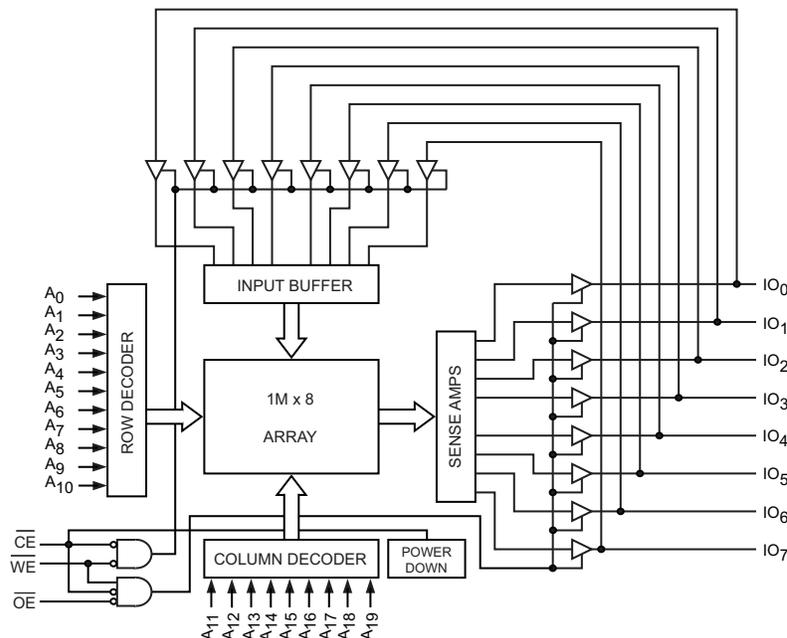 INPUT BUFFER
A0
A1
A2
A3
A4
A5
A6
A7
A8
A9
A10
ROW DECODER
1M x 8
ARRAY
SENSE AMPS
IO0
IO1
IO2
IO3
IO4
IO5
IO6
IO7
CE
WE
OE
COLUMN DECODER
POWER
DOWN
A11
A12
A13
A14
A15
A16
A17
A18
A19